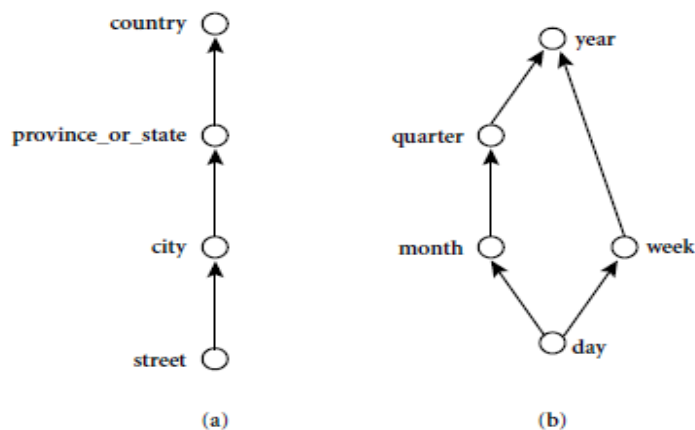 country
province_or_state
city
street
(a)
year
quarter
month
week
day
(b)